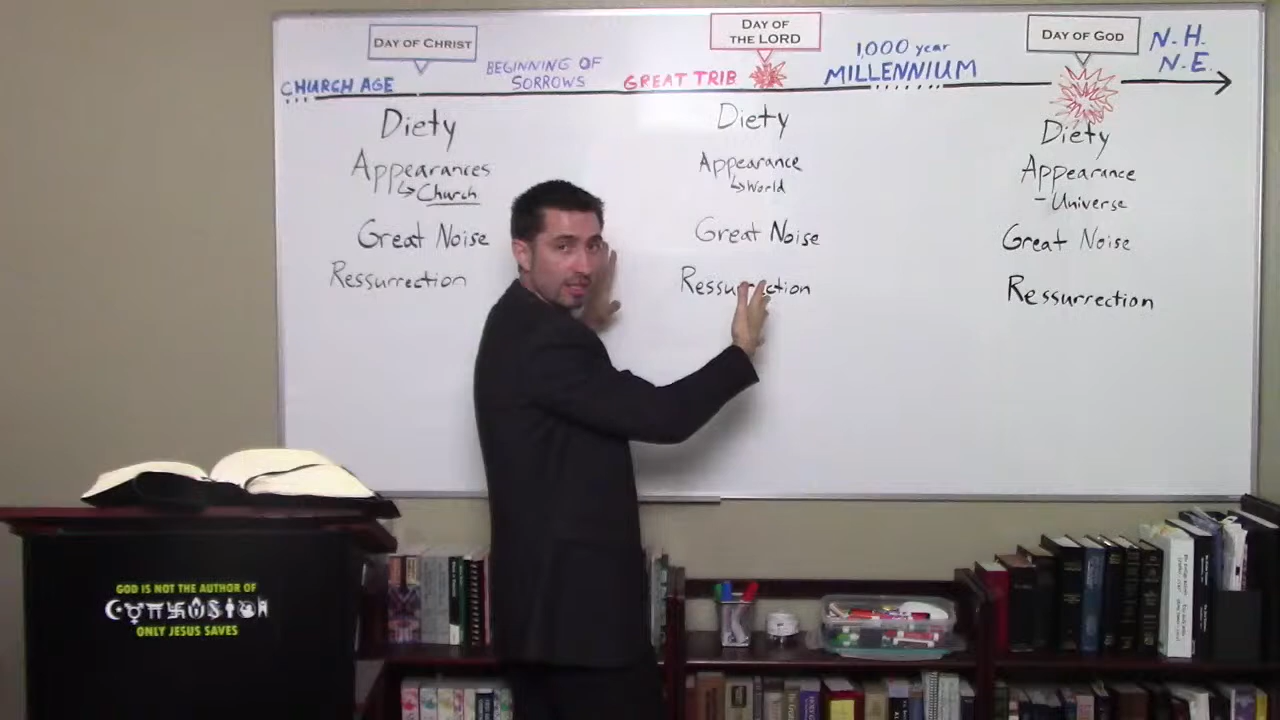 DAY OF CHRIST
DAY OF
THE LORD
DAY OF GOD
CHURCH AGE
BEGINNING OF
SORROWS
GREAT TRIB
1,000 year
MILLENNIUM
N.H.
N.E.
Diety
Appearances
↳Church
Great Noise
Ressurrection
Diety
Appearance
↳World
Great Noise
Ressurrection
Diety
Appearance
- Universe
Great Noise
Ressurrection
GOD IS NOT THE AUTHOR OF
ONLY JESUS SAVES